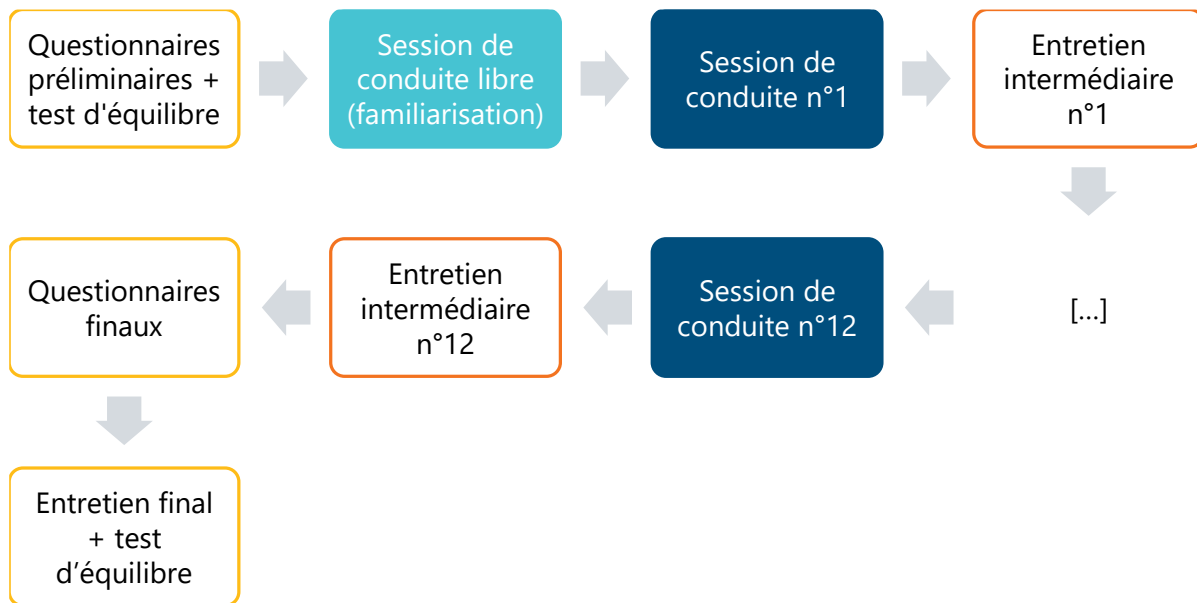 Questionnaires
préliminaires +
test d'équilibre
Session de
conduite libre
(familiarisation)
Session de
conduite n°1
Entretien
intermédiaire
n°1
[...]
Session de
conduite n°12
Entretien
intermédiaire
n°12
Questionnaires
finaux
Entretien final
+ test
d’équilibre